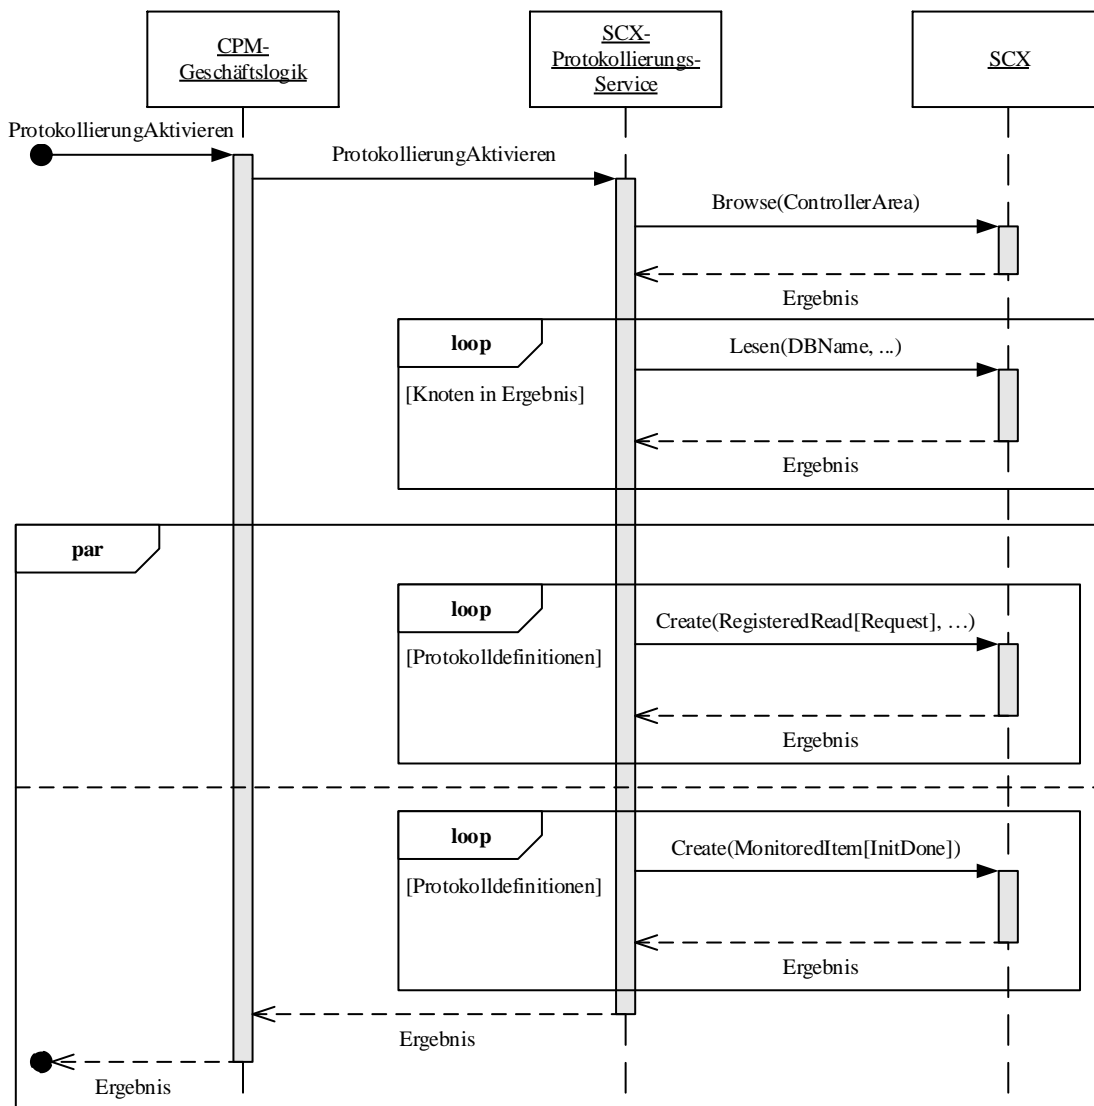 CPM-
Geschäftslogik
SCX-
Protokollierungs-
Service
SCX
ProtokollierungAktivieren
ProtokollierungAktivieren
Browse(ControllerArea)
Ergebnis
loop
Lesen(DBName, ...)
[Knoten in Ergebnis]
Ergebnis
par
loop
Create(RegisteredRead[Request], …)
[Protokolldefinitionen]
Ergebnis
loop
Create(MonitoredItem[InitDone])
[Protokolldefinitionen]
Ergebnis
Ergebnis
Ergebnis